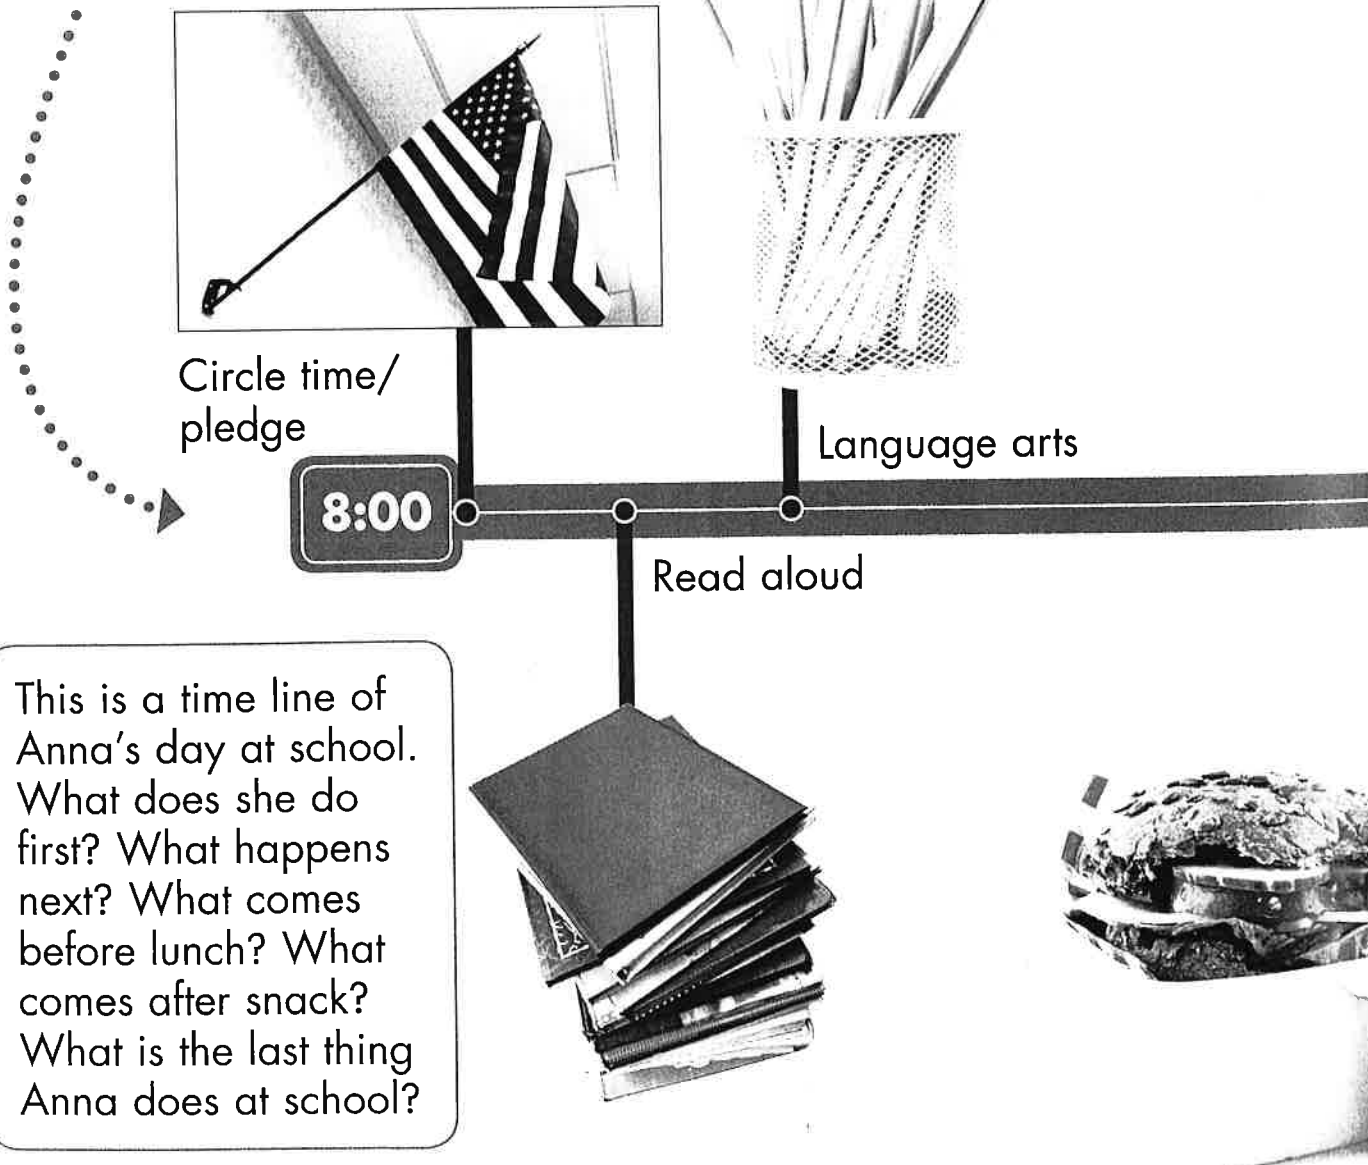 Circle time/
pledge
Language arts
8:00
Read aloud
This is a time line of
Anna's day at school.
What does she do
first? What happens
next? What comes
before lunch? What
comes after snack?
What is the last thing
Anna does at school?